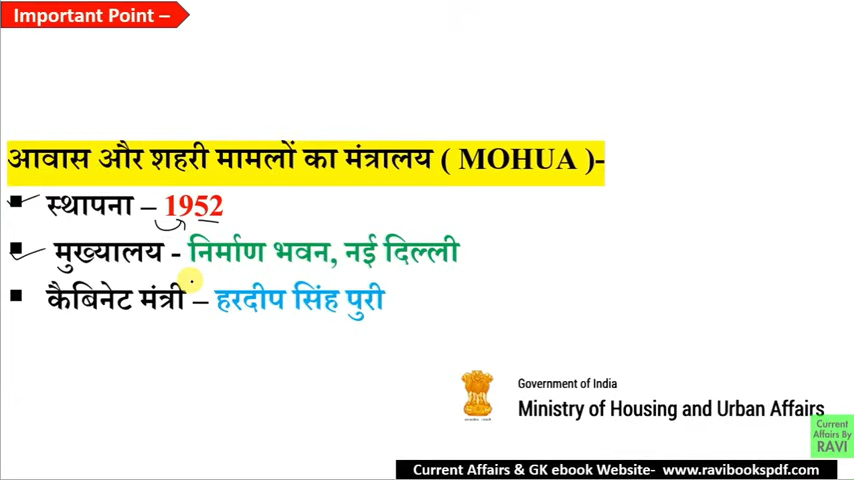 Important Point –
आवास और शहरी मामलों का मंत्रालय ( MOHUA )-
▪ स्थापना – 1952
▪ मुख्यालय - निर्माण भवन, नई दिल्ली
▪ कैबिनेट मंत्री – हरदीप सिंह पुरी
Government of India
Ministry of Housing and Urban Affairs
Current
Affairs By
RAVI
Current Affairs & GK ebook Website- www.ravibookspdf.com